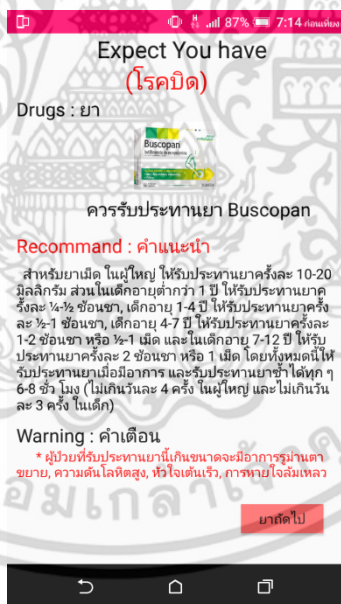 87% 7:14 ก่อนเที่ยง
Expect You have
(โรคบิด)
Drugs : ยา
Buscopan
ควรรับประทานยา Buscopan
Recommand : คำแนะนำ
สำหรับยาเม็ด ในผู้ใหญ่ ให้รับประทานยาครั้งละ 10-20
มิลลิกรัม ส่วนในเด็กอายุต่ำกว่า 1 ปี ให้รับประทานยาค
รั้งละ ¼-½ ช้อนชา, เด็กอายุ 1-4 ปี ให้รับประทานยาครั้ง
ละ ½-1 ช้อนชา, เด็กอายุ 4-7 ปี ให้รับประทานยาครั้งละ
1-2 ช้อนชา หรือ ½-1 เม็ด และในเด็กอายุ 7-12 ปี ให้รับ
ประทานยาครั้งละ 2 ช้อนชา หรือ 1 เม็ด โดยทั้งหมดนี้ให้
รับประทานยาเมื่อมีอาการ และรับประทานยาซ้ำได้ทุก ๆ
6-8 ชั่ว โมง (ไม่เกินวันละ 4 ครั้ง ในผู้ใหญ่ และไม่เกินวัน
ละ 3 ครั้ง ในเด็ก)
Warning : คำเตือน
* ผู้ป่วยที่รับประทานยานี้เกินขนาดจะมีอาการรูม่านตา
ขยาย, ความดันโลหิตสูง, หัวใจเต้นเร็ว, การหายใจล้มเหลว
ยาถัดไป